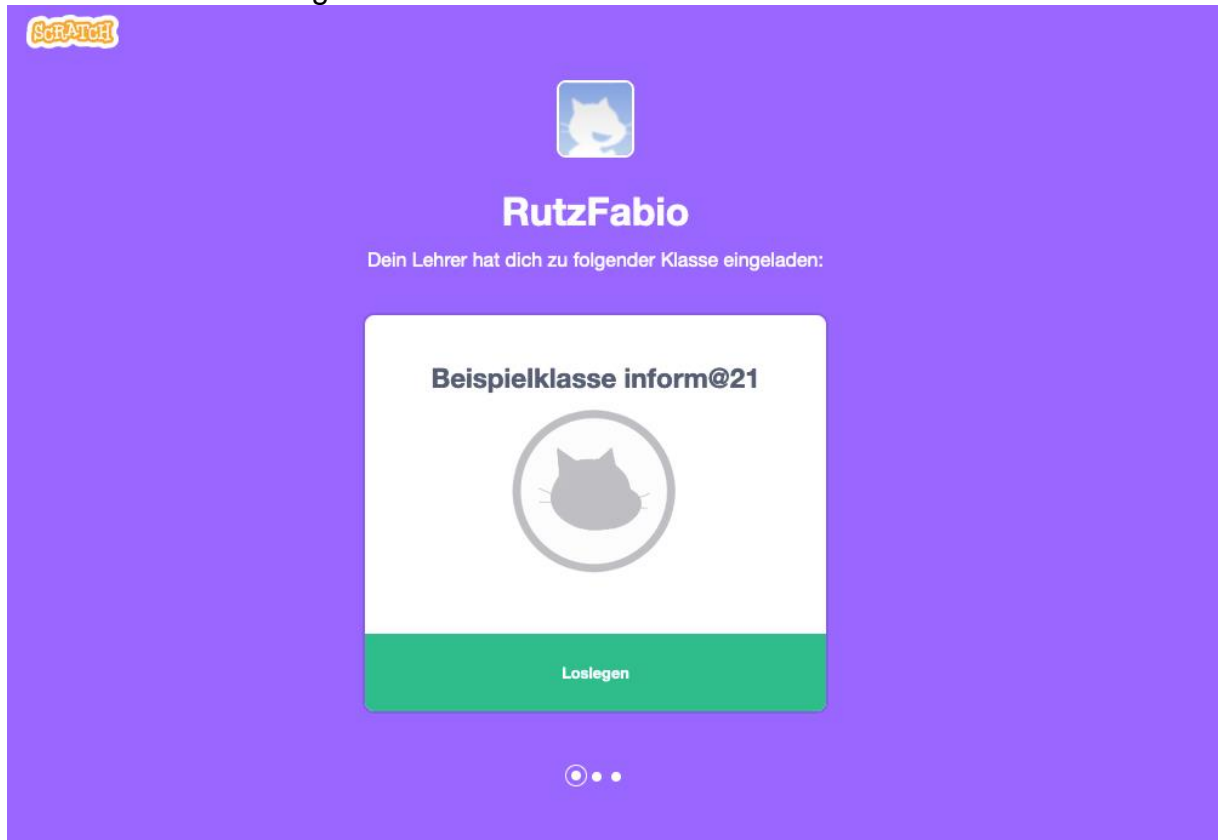 SCRATCH
RutzFabio
Dein Lehrer hat dich zu folgender Klasse eingeladen:
Beispielklasse inform@21
Loslegen